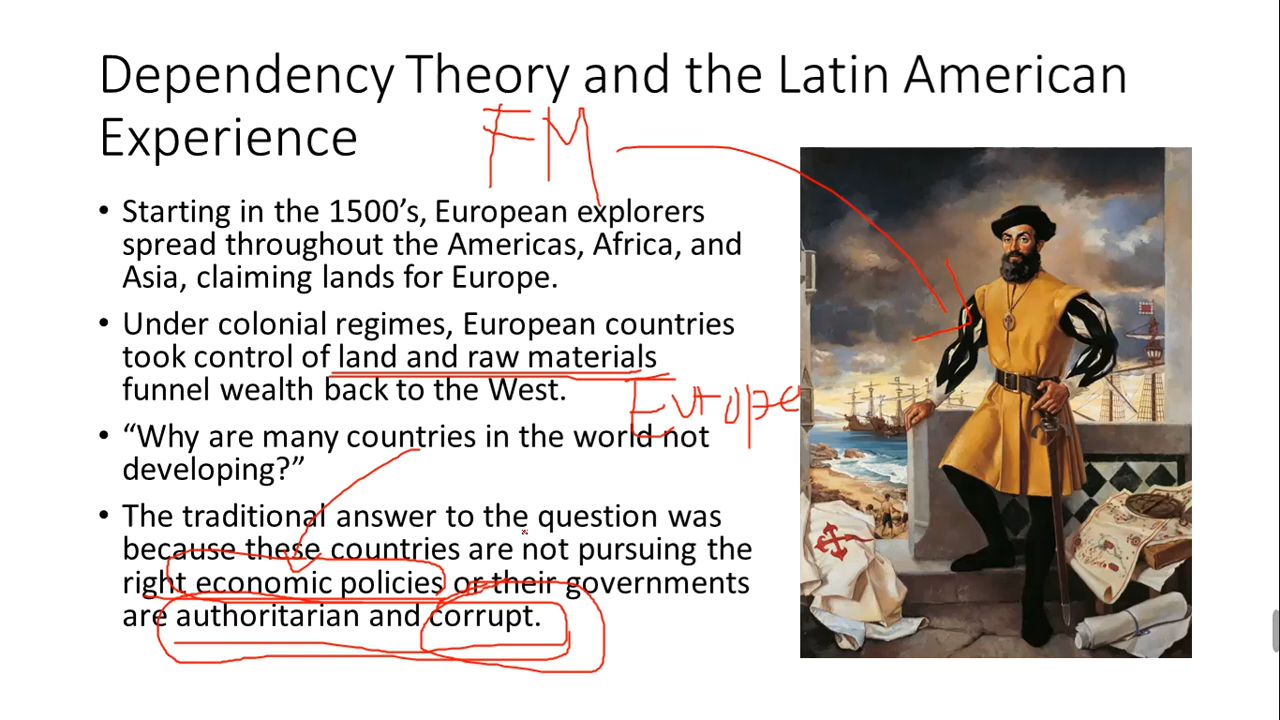 Dependency Theory and the Latin American
Experience
FM
• Starting in the 1500’s, European explorers
spread throughout the Americas, Africa, and
Asia, claiming lands for Europe.
• Under colonial regimes, European countries
took control of land and raw materials
funnel wealth back to the West.
Europe
• “Why are many countries in the world not
developing?”
• The traditional answer to the question was
because these countries are not pursuing the
right economic policies or their governments
are authoritarian and corrupt.